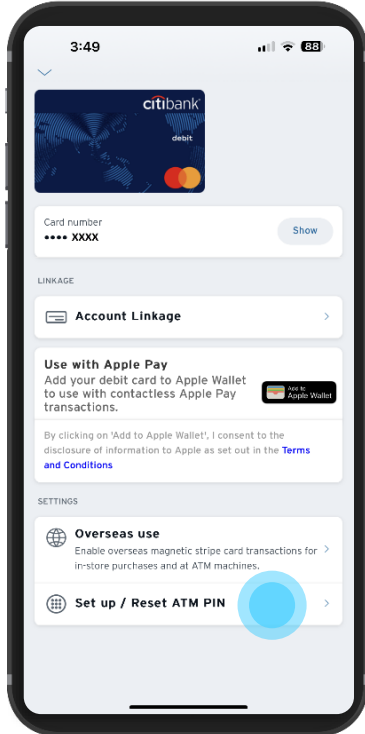 3:49
88
citibank
debit
Card number
•••• XXXX
Show
LINKAGE
Account Linkage
Use with Apple Pay
Add your debit card to Apple Wallet
to use with contactless Apple Pay
transactions.
Add to
Apple Wallet
By clicking on 'Add to Apple Wallet', I consent to the
disclosure of information to Apple as set out in the Terms
and Conditions
SETTINGS
Overseas use
Enable overseas magnetic stripe card transactions for
in-store purchases and at ATM machines.
Set up / Reset ATM PIN